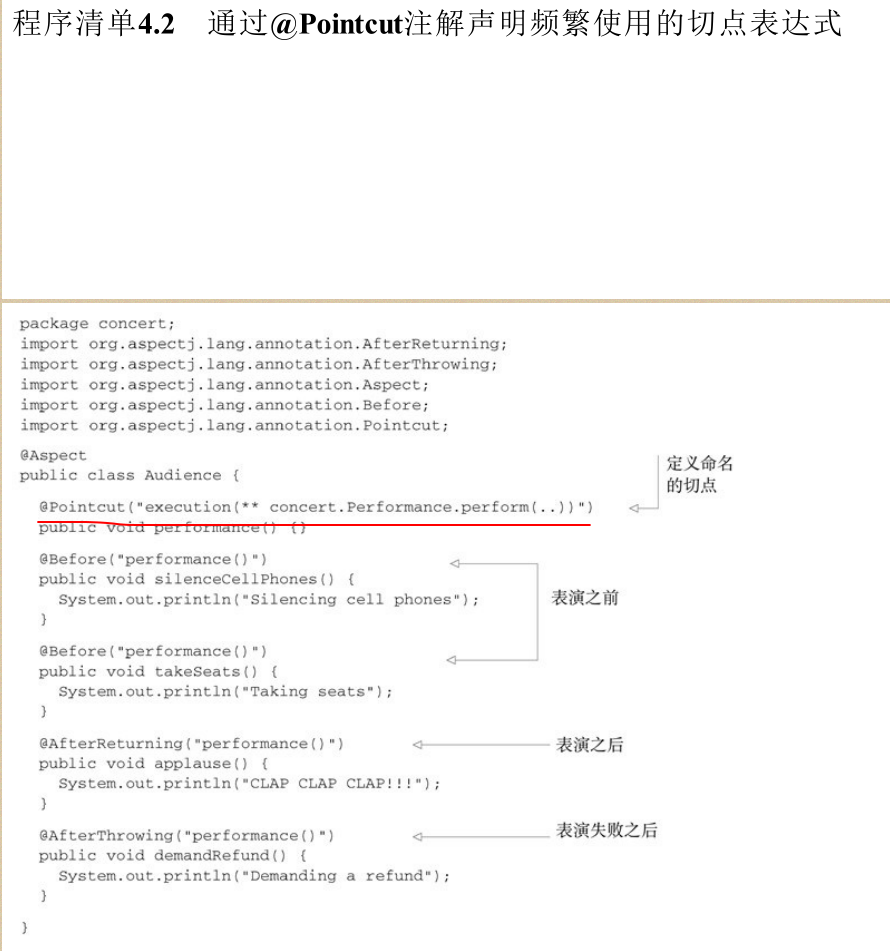 程序清单4.2 通过@Pointcut注解声明频繁使用的切点表达式
package concert;
import org.aspectj.lang.annotation.AfterReturning;
import org.aspectj.lang.annotation.AfterThrowing;
import org.aspectj.lang.annotation.Aspect;
import org.aspectj.lang.annotation.Before;
import org.aspectj.lang.annotation.Pointcut;
@Aspect
public class Audience {
定义命名
的切点
@Pointcut("execution(** concert.Performance.perform(..))")
public void performance() {}
@Before("performance()")
public void silenceCellPhones() {
System.out.println("Silencing cell phones");
}
表演之前
@Before("performance()")
public void takeSeats() {
System.out.println("Taking seats");
}
@AfterReturning("performance()")
表演之后
public void applause() {
System.out.println("CLAP CLAP CLAP!!!");
}
@AfterThrowing("performance()")
表演失败之后
public void demandRefund() {
System.out.println("Demanding a refund");
}
}